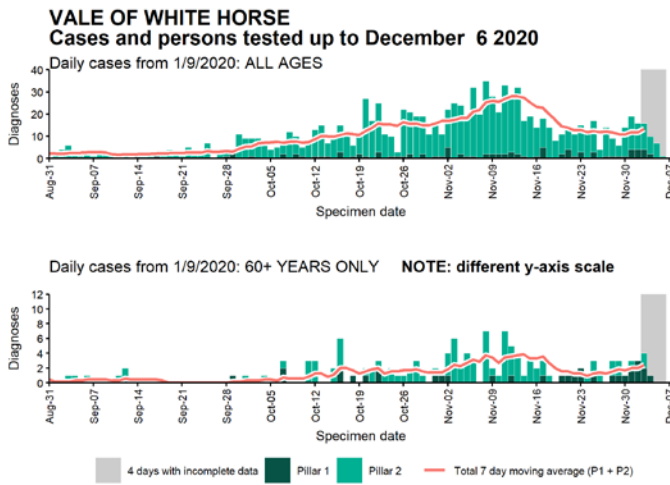 VALE OF WHITE HORSE
Cases and persons tested up to December 6 2020
Daily cases from 1/9/2020: ALL AGES
Diagnoses
40
30
20
10
0
Aug-31
Sep-07
Sep-14
Sep-21
Sep-28
Oct-05
Oct-12
Oct-19
Oct-26
Nov-02
Nov-09
Nov-16
Nov-23
Nov-30
Dec-07
Specimen date
Daily cases from 1/9/2020: 60+ YEARS ONLY NOTE: different y-axis scale
Diagnoses
12
10
8
6
4
2
0
Aug-31
Sep-07
Sep-14
Sep-21
Sep-28
Oct-05
Oct-12
Oct-19
Oct-26
Nov-02
Nov-09
Nov-16
Nov-23
Nov-30
Dec-07
Specimen date
4 days with incomplete data Pillar 1 Pillar 2 Total 7 day moving average (P1 + P2)